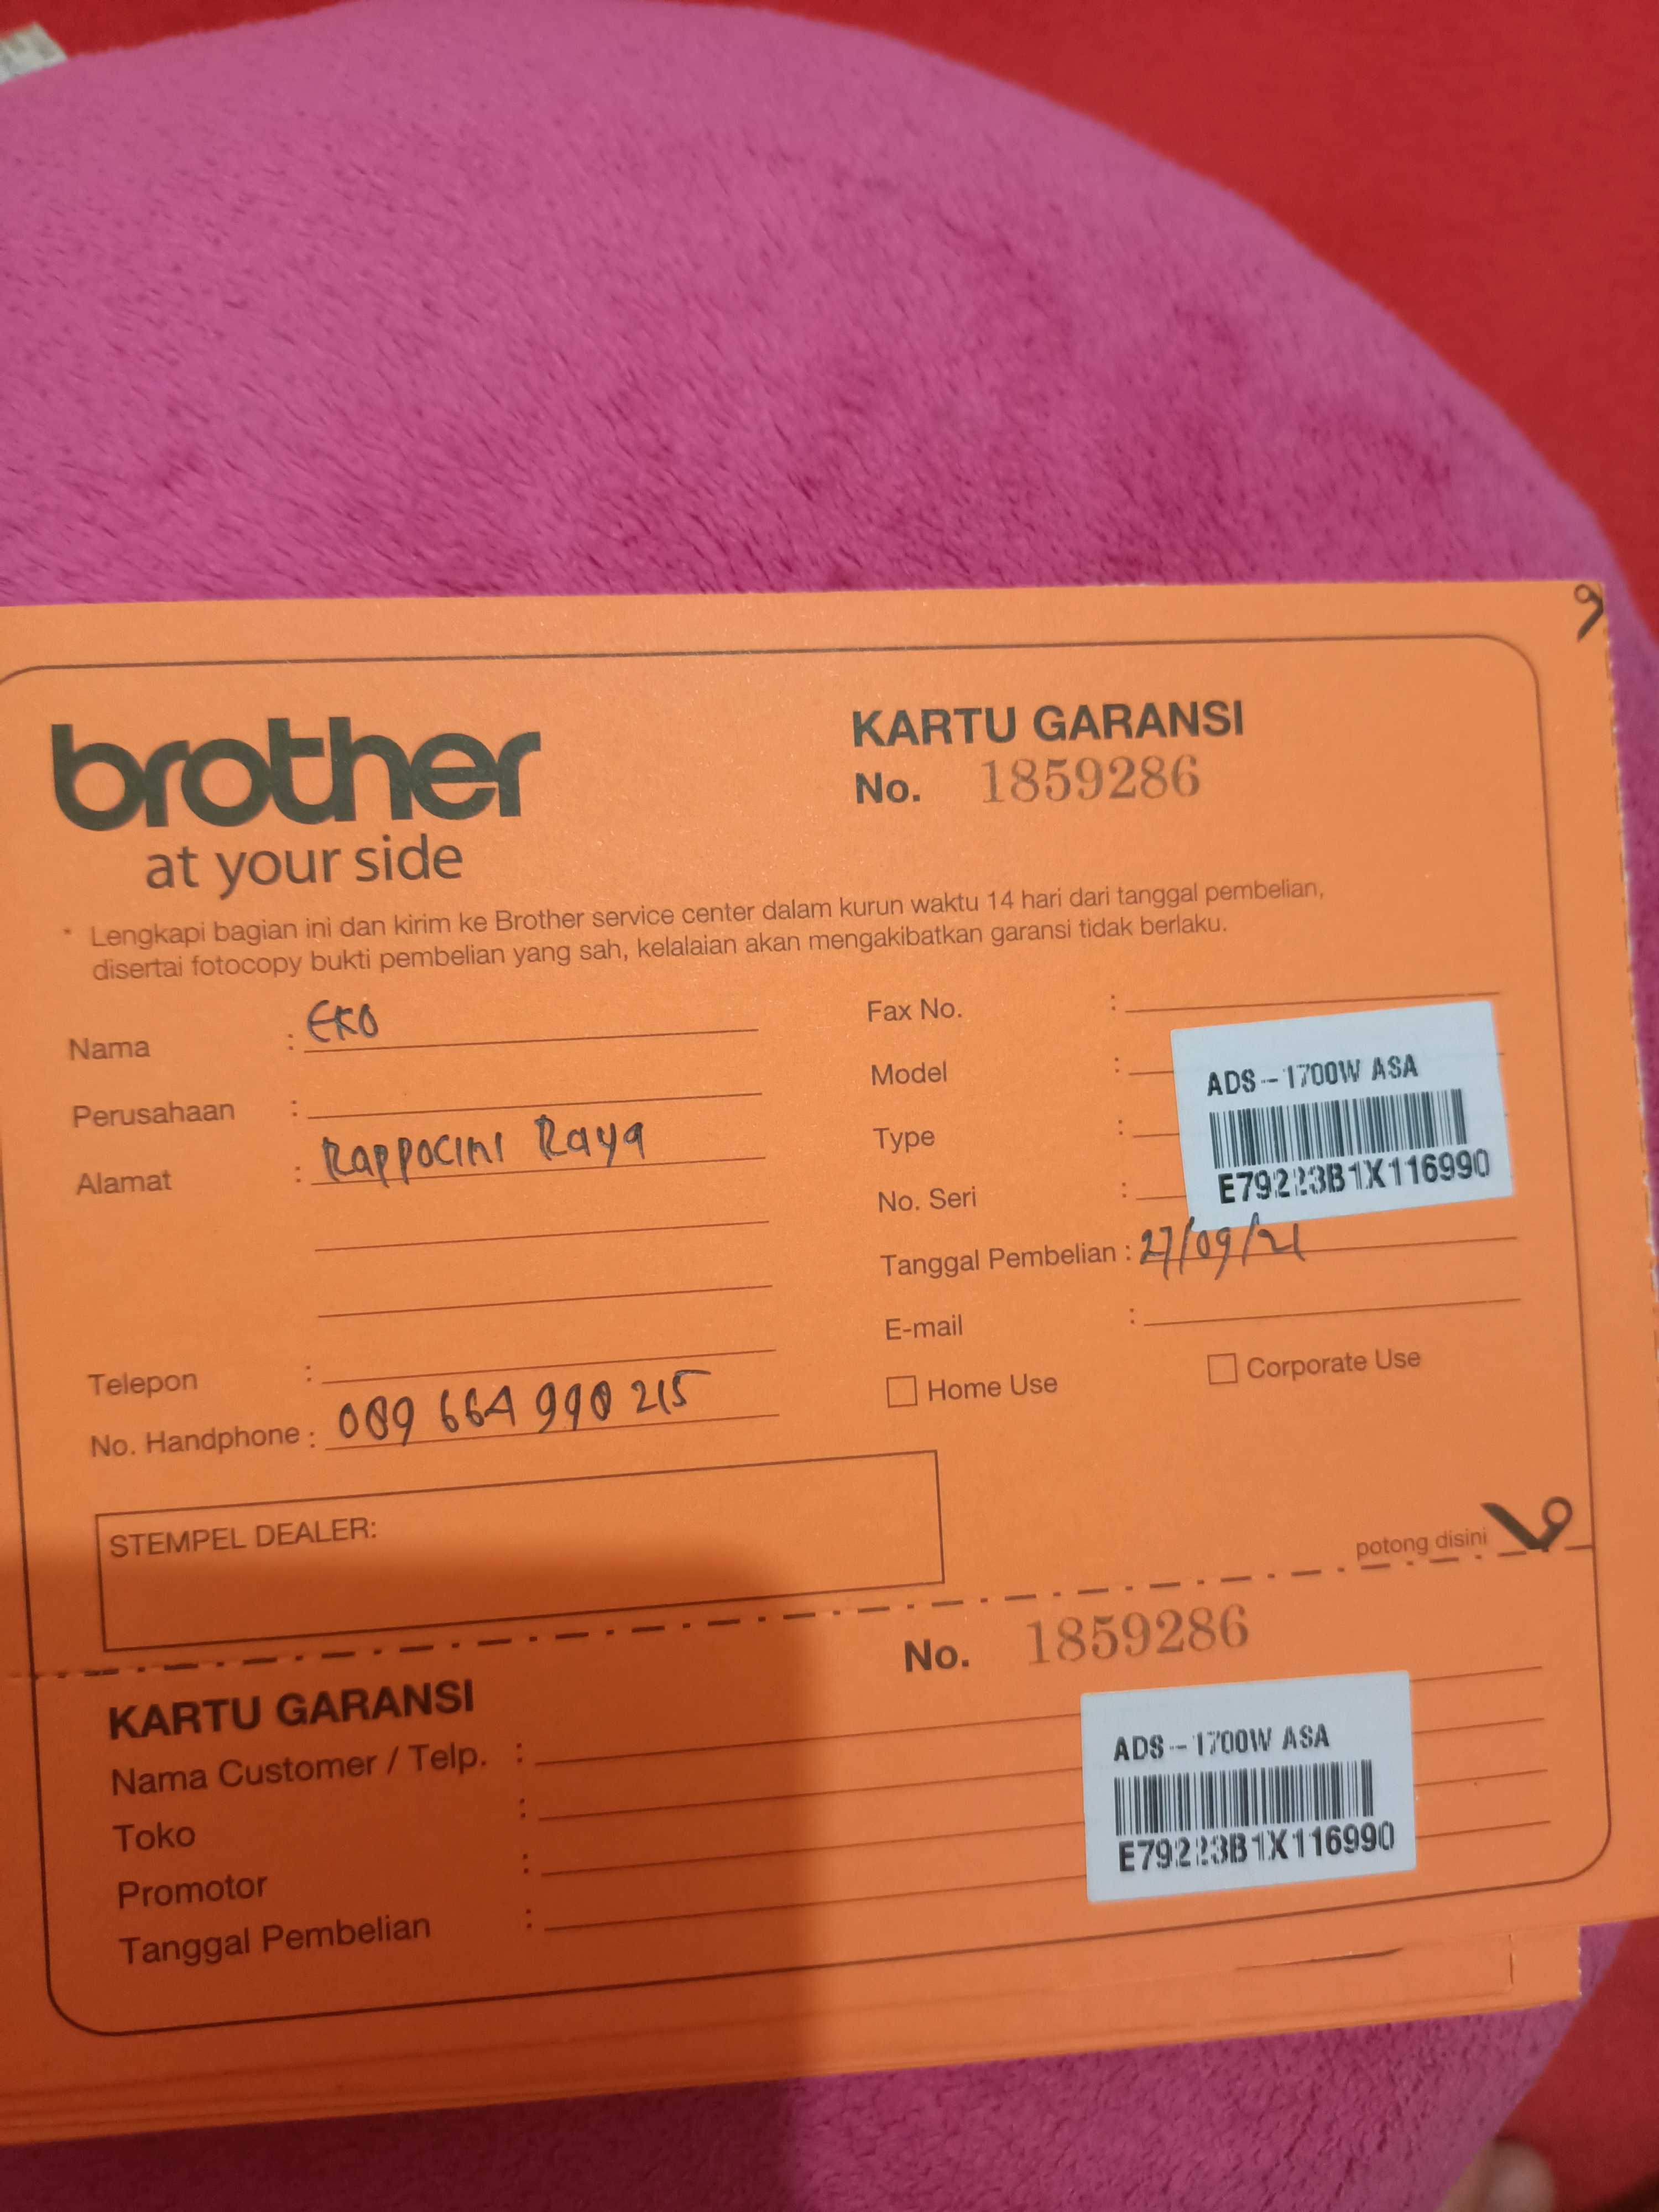 brother
at your side
KARTU GARANSI
No. 1859286
* Lengkapi bagian ini dan kirim ke Brother service center dalam kurun waktu 14 hari dari tanggal pembelian,
disertai fotocopy bukti pembelian yang sah, kelalaian akan mengakibatkan garansi tidak berlaku.
Nama : EKO
Perusahaan :
Alamat : Rappocini Raya
Telepon :
No. Handphone : 089 664 990 215
Fax No. :
Model :
Type :
No. Seri :
ADS-1700W ASA
E79223B1X116990
Tanggal Pembelian : 27/09/21
E-mail :
Home Use
Corporate Use
STEMPEL DEALER:
potong disini
No. 1859286
KARTU GARANSI
Nama Customer / Telp. :
Toko :
Promotor :
Tanggal Pembelian :
ADS-1700W ASA
E79223B1X116990